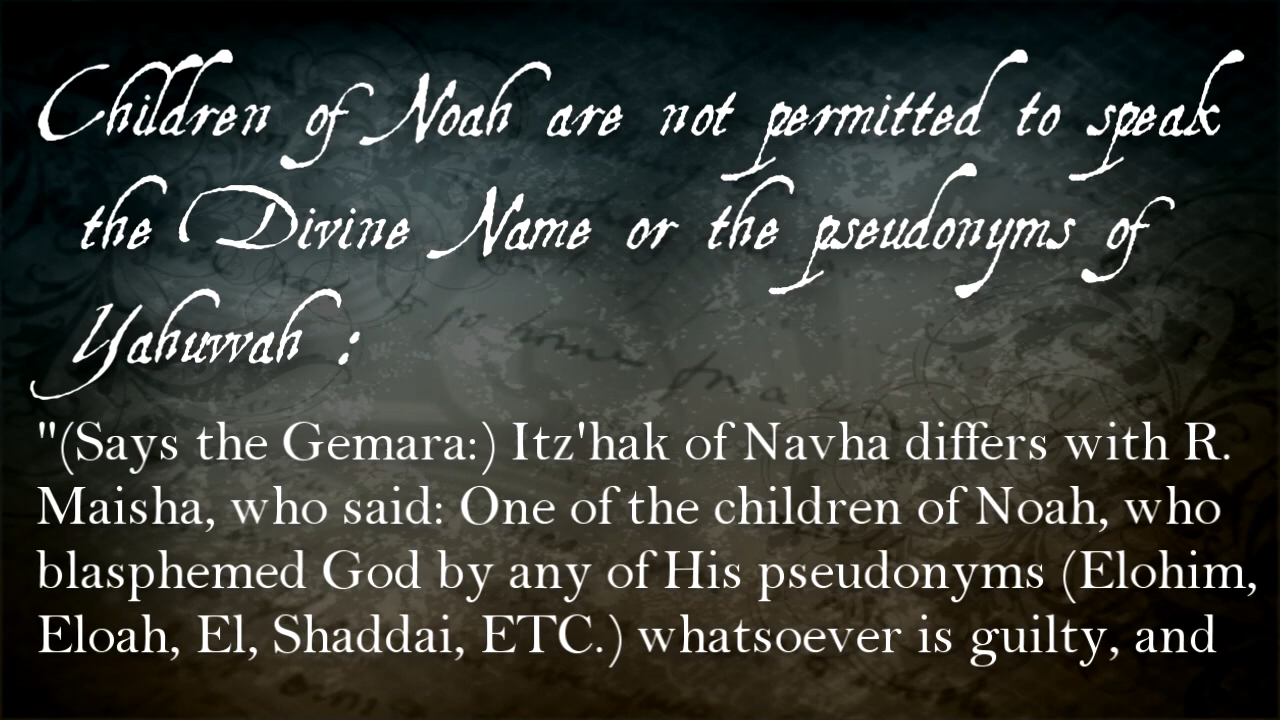 Children of Noah are not permitted to speak
the Divine Name or the pseudonyms of
Yahuwah :
"(Says the Gemara:) Itz'hak of Navha differs with R.
Maisha, who said: One of the children of Noah, who
blasphemed God by any of His pseudonyms (Elohim,
Eloah, El, Shaddai, ETC.) whatsoever is guilty, and